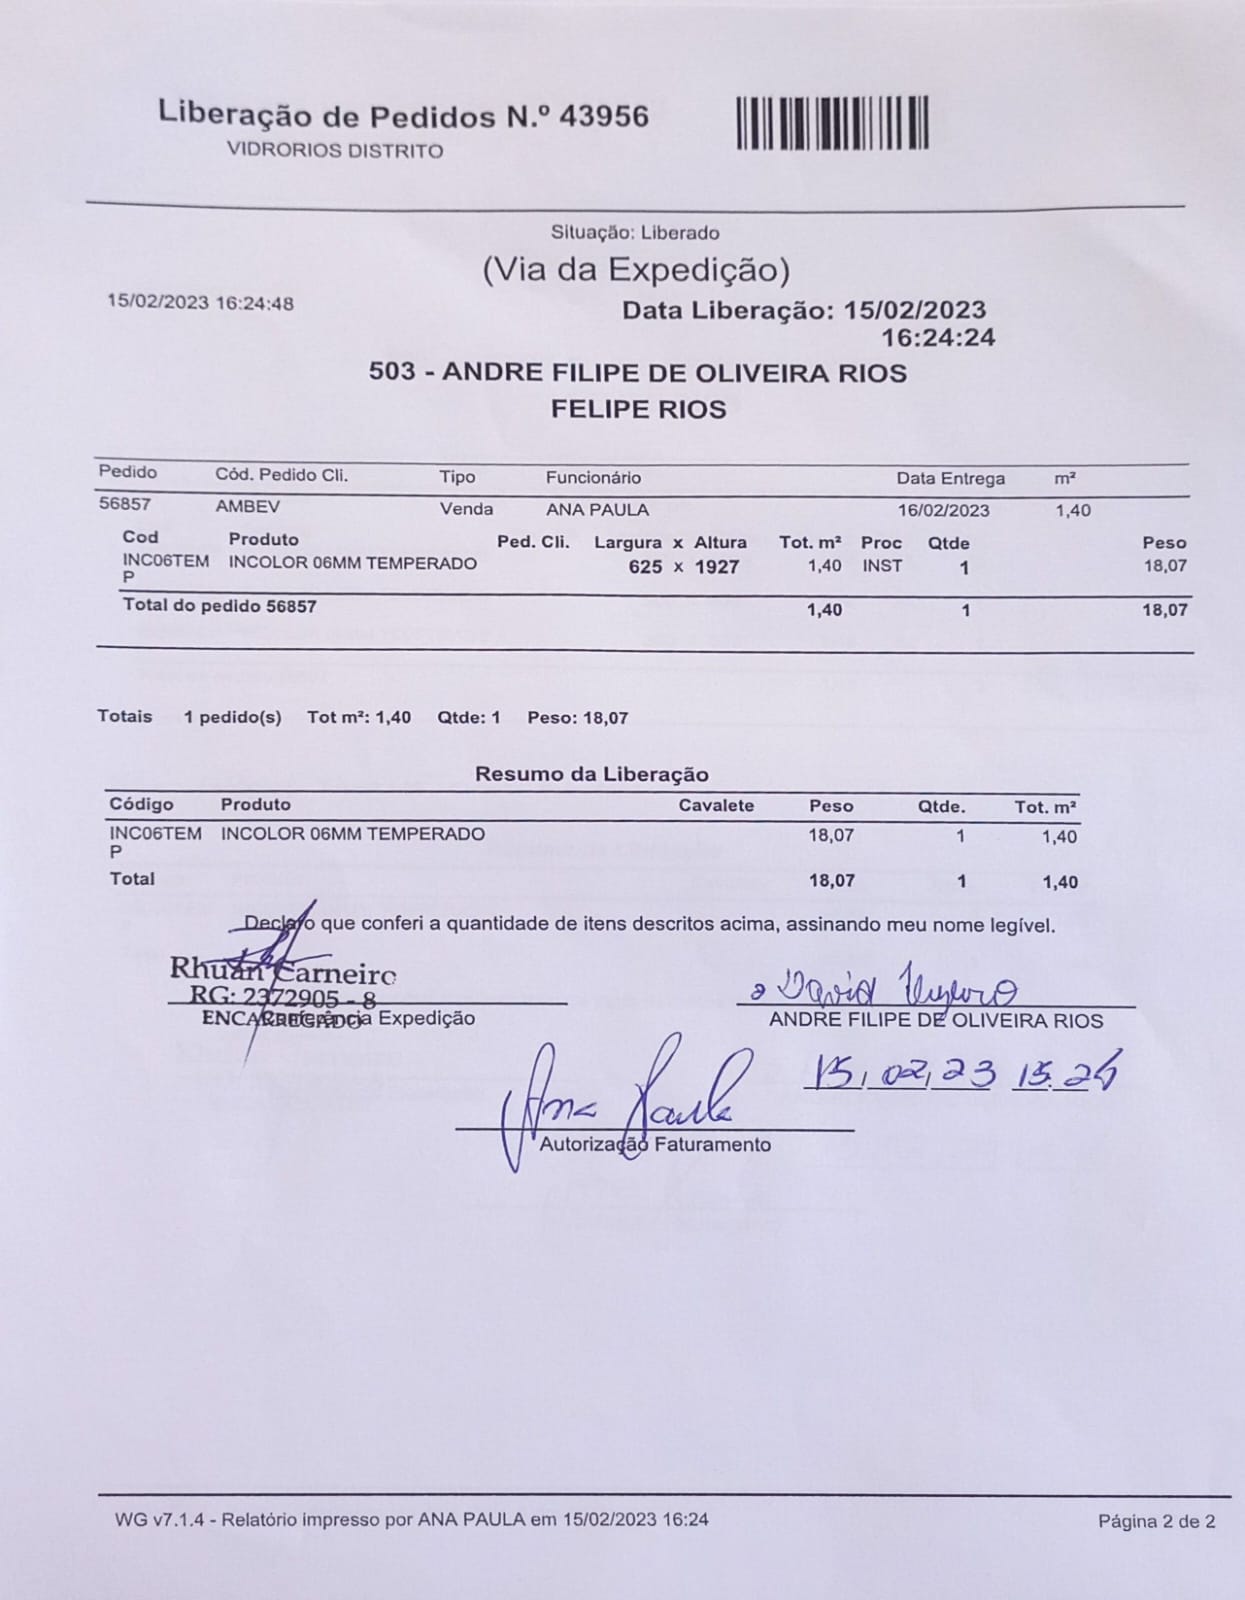 Liberação de Pedidos N.º 43956
VIDRORIOS DISTRITO
Situação: Liberado
(Via da Expedição)
15/02/2023 16:24:48
Data Liberação: 15/02/2023
16:24:24
503 - ANDRE FILIPE DE OLIVEIRA RIOS
FELIPE RIOS
Pedido Cód. Pedido Cli. Tipo Funcionário Data Entrega m²
56857 AMBEV Venda ANA PAULA 16/02/2023 1,40
Cod Produto Ped. Cli. Largura x Altura Tot. m² Proc Qtde Peso
INC06TEM INCOLOR 06MM TEMPERADO 625 x 1927 1,40 INST 1 18,07
P
Total do pedido 56857 1,40 1 18,07
Totais 1 pedido(s) Tot m²: 1,40 Qtde: 1 Peso: 18,07
Resumo da Liberação
Código Produto Cavalete Peso Qtde. Tot. m²
INC06TEM INCOLOR 06MM TEMPERADO 18,07 1 1,40
P
Total 18,07 1 1,40
Declaro que conferi a quantidade de itens descritos acima, assinando meu nome legível.
Rhuan Carneiro
RG: 2372905 - 8
ENCARREGADO
Conferência Expedição
David
ANDRE FILIPE DE OLIVEIRA RIOS
15, 02, 23 15:24
Ana Paula
Autorização Faturamento
WG v7.1.4 - Relatório impresso por ANA PAULA em 15/02/2023 16:24
Página 2 de 2